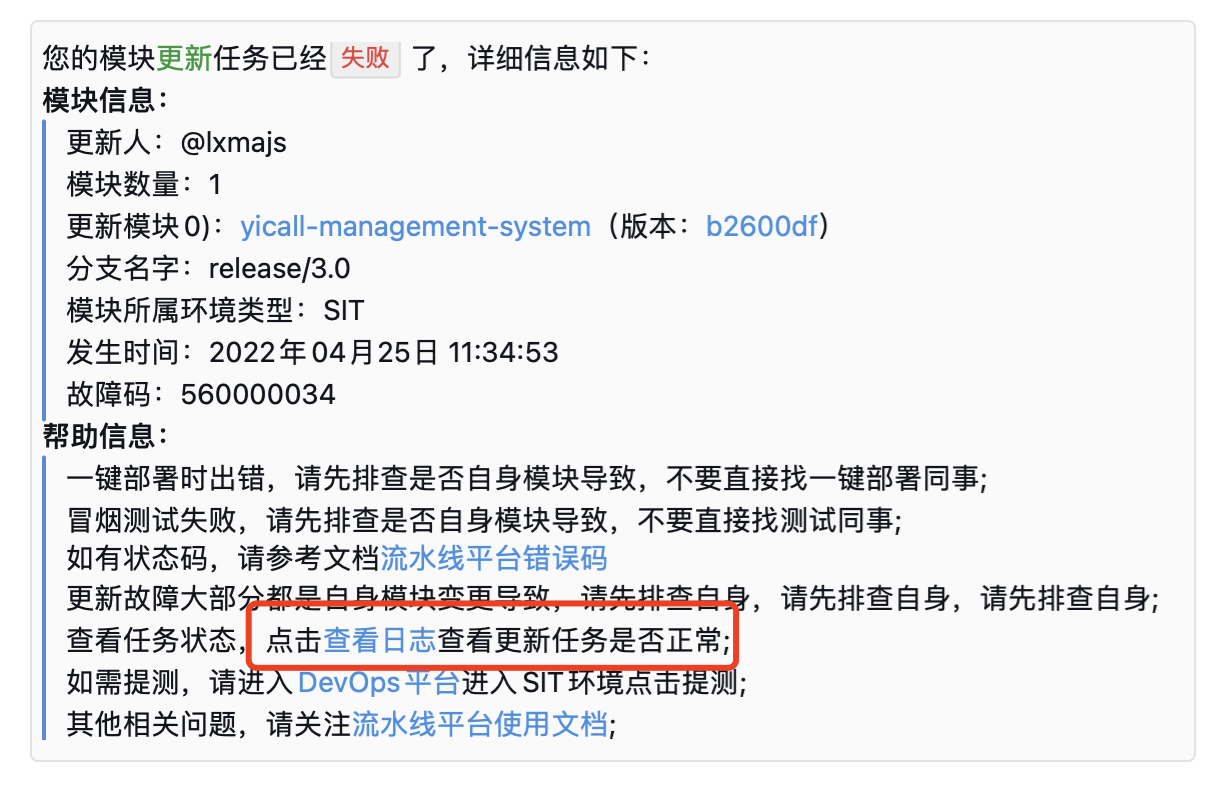 您的模块更新任务已经 失败 了，详细信息如下：
模块信息：
更新人：@lxmajs
模块数量：1
更新模块0)：yicall-management-system（版本：b2600df）
分支名字：release/3.0
模块所属环境类型：SIT
发生时间：2022年04月25日 11:34:53
故障码：560000034
帮助信息：
一键部署时出错，请先排查是否自身模块导致，不要直接找一键部署同事;
冒烟测试失败，请先排查是否自身模块导致，不要直接找测试同事;
如有状态码，请参考文档流水线平台错误码
更新故障大部分都是自身模块变更导致，请先排查自身，请先排查自身，请先排查自身;
查看任务状态，点击查看日志查看更新任务是否正常;
如需提测，请进入DevOps平台进入SIT环境点击提测;
其他相关问题，请关注流水线平台使用文档;